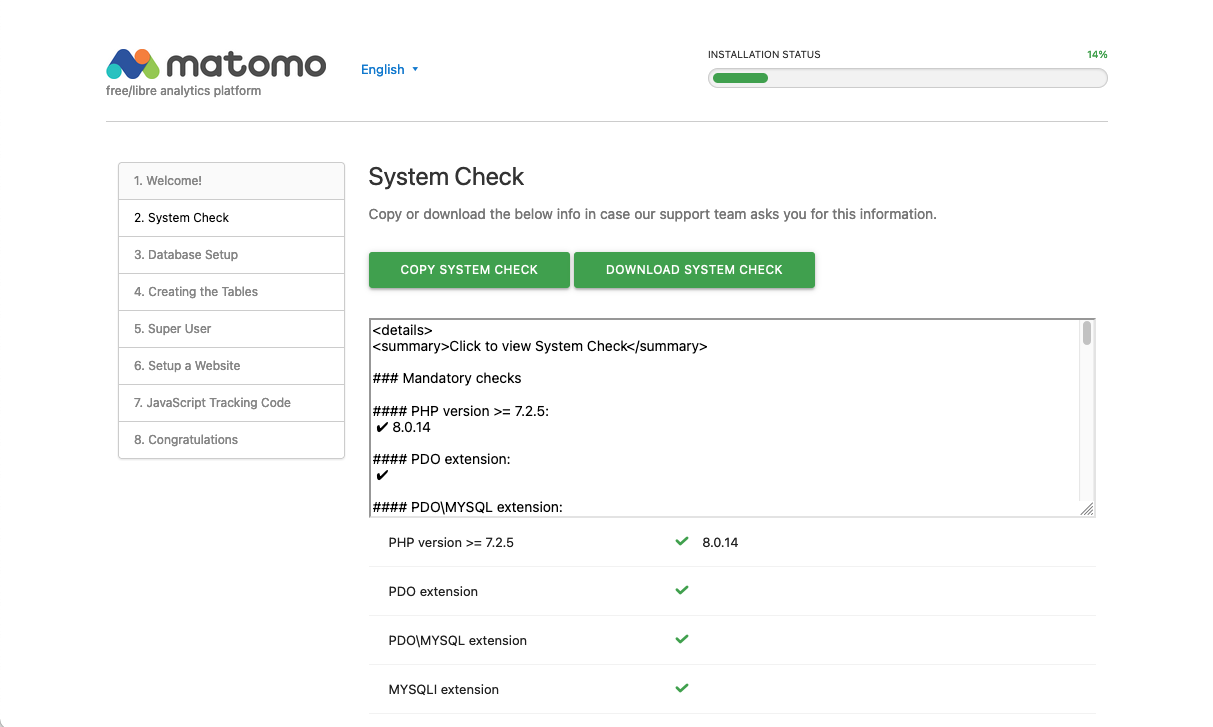 matomo
free/libre analytics platform
English
INSTALLATION STATUS
14%
1. Welcome!
2. System Check
3. Database Setup
4. Creating the Tables
5. Super User
6. Setup a Website
7. JavaScript Tracking Code
8. Congratulations
System Check
Copy or download the below info in case our support team asks you for this information.
COPY SYSTEM CHECK
DOWNLOAD SYSTEM CHECK
<details>
<summary>Click to view System Check</summary>
### Mandatory checks
#### PHP version >= 7.2.5:
✔ 8.0.14
#### PDO extension:
✔
#### PDO\MYSQL extension:
PHP version >= 7.2.5 ✔ 8.0.14
PDO extension ✔
PDO\MYSQL extension ✔
MYSQLI extension ✔